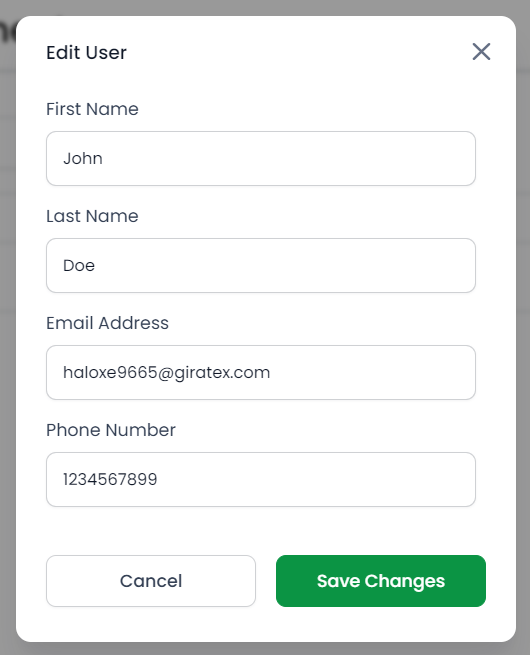 Edit User
First Name
John
Last Name
Doe
Email Address
haloxe9665@giratex.com
Phone Number
1234567899
Cancel
Save Changes